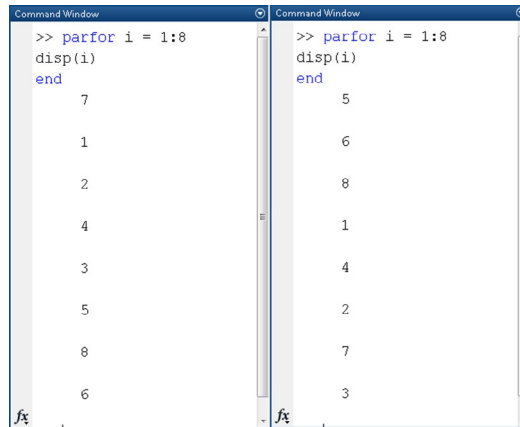 Command Window
>> parfor i = 1:8
disp(i)
end
7
1
2
4
3
5
8
6
fx
Command Window
>> parfor i = 1:8
disp(i)
end
5
6
8
1
4
2
7
3
fx